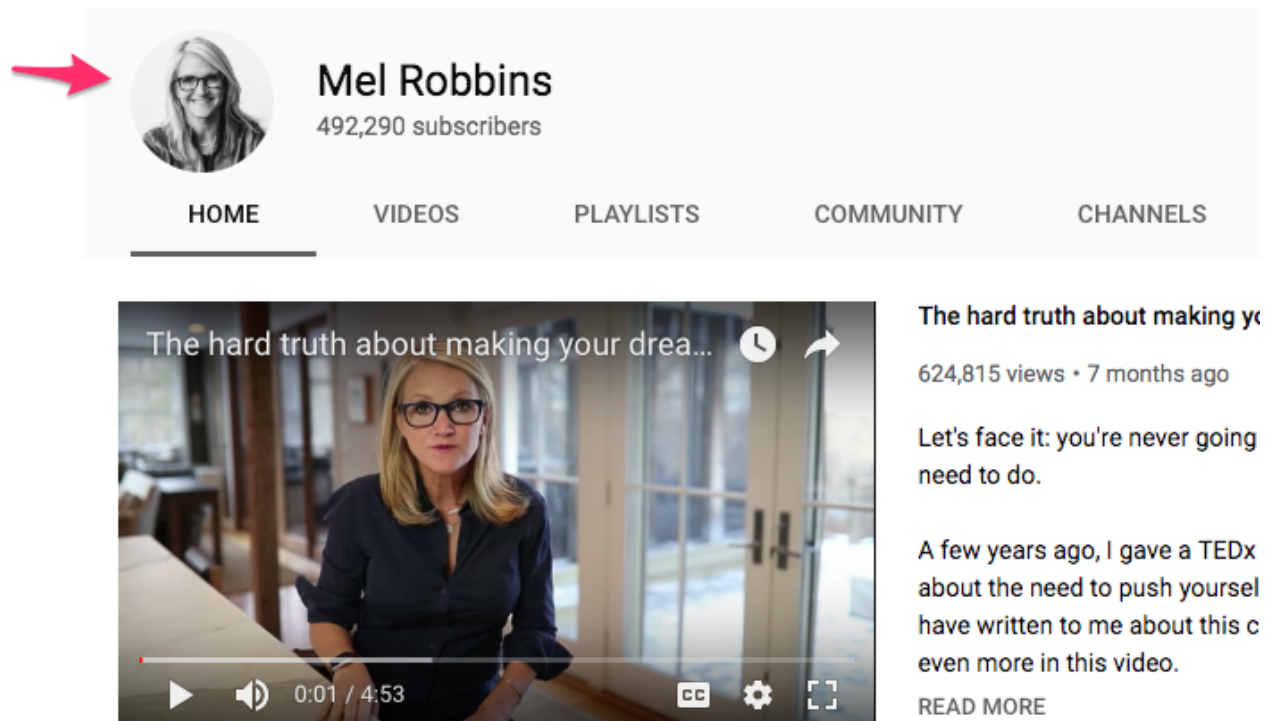 Mel Robbins
492,290 subscribers
HOME VIDEOS PLAYLISTS COMMUNITY CHANNELS
The hard truth about making your drea...
0:01 / 4:53
CC
The hard truth about making yo
624,815 views • 7 months ago
Let's face it: you're never going
need to do.
A few years ago, I gave a TEDx
about the need to push yoursel
have written to me about this c
even more in this video.
READ MORE